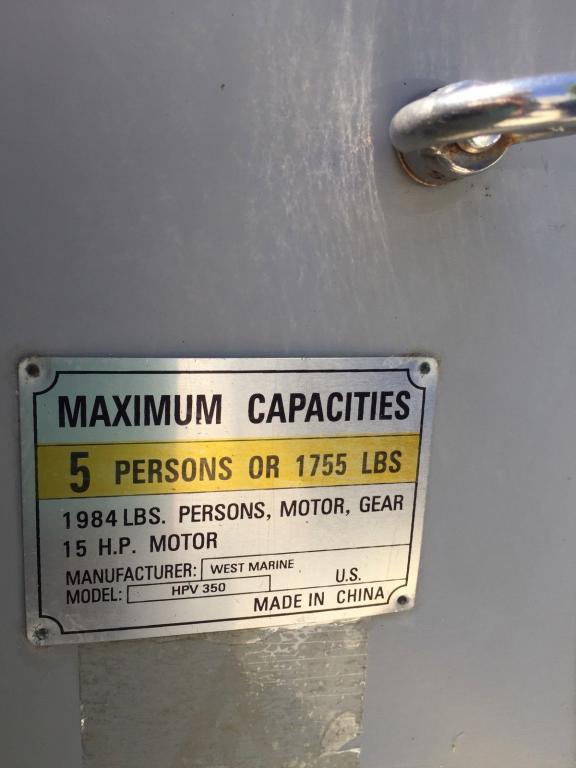 MAXIMUM CAPACITIES
5 PERSONS OR 1755 LBS
1984 LBS. PERSONS, MOTOR, GEAR
15 H.P. MOTOR
MANUFACTURER: WEST MARINE
MODEL: HPV 350 U.S.
MADE IN CHINA